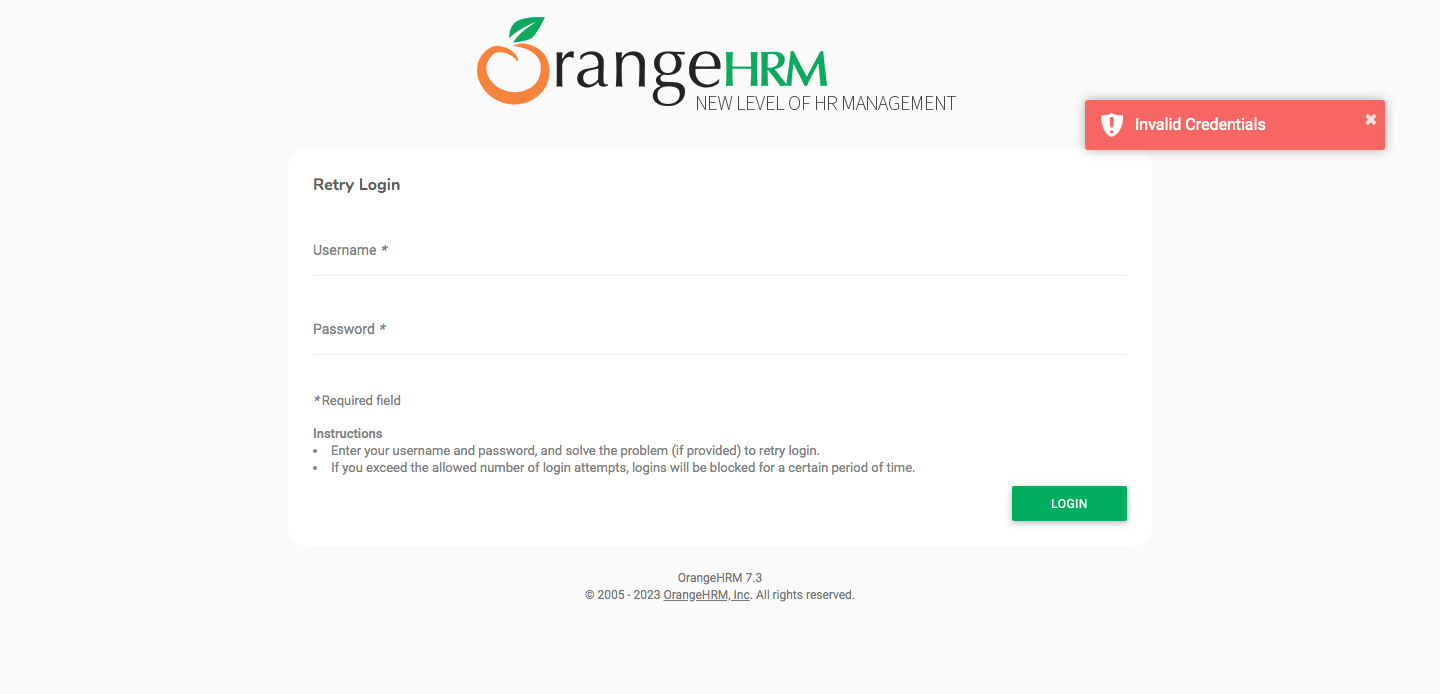 OrangeHRM
NEW LEVEL OF HR MANAGEMENT
Invalid Credentials
Retry Login
Username *
Password *
* Required field
Instructions
• Enter your username and password, and solve the problem (if provided) to retry login.
• If you exceed the allowed number of login attempts, logins will be blocked for a certain period of time.
LOGIN
OrangeHRM 7.3
© 2005 - 2023 OrangeHRM, Inc. All rights reserved.